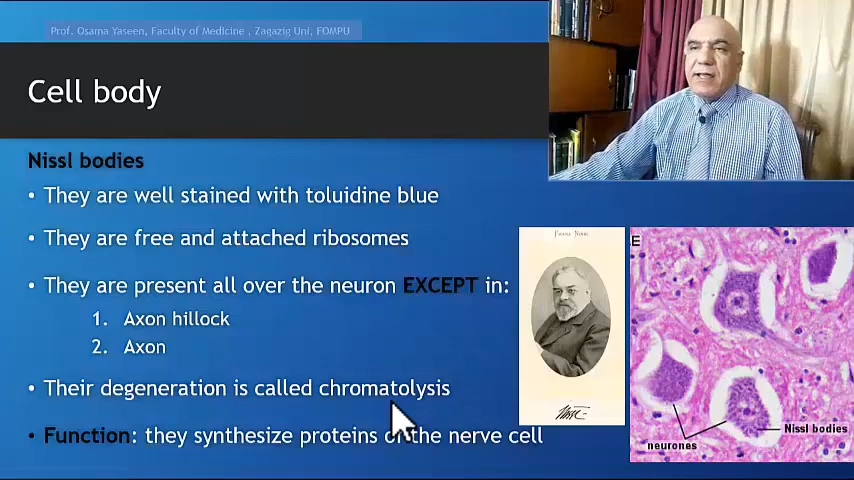 Prof. Osama Yaseen, Faculty of Medicine , Zagazig Uni, FOMPU
Cell body
Nissl bodies
• They are well stained with toluidine blue
• They are free and attached ribosomes
• They are present all over the neuron EXCEPT in:
1. Axon hillock
2. Axon
• Their degeneration is called chromatolysis
• Function: they synthesize proteins of the nerve cell
E
Nissl bodies
neurones